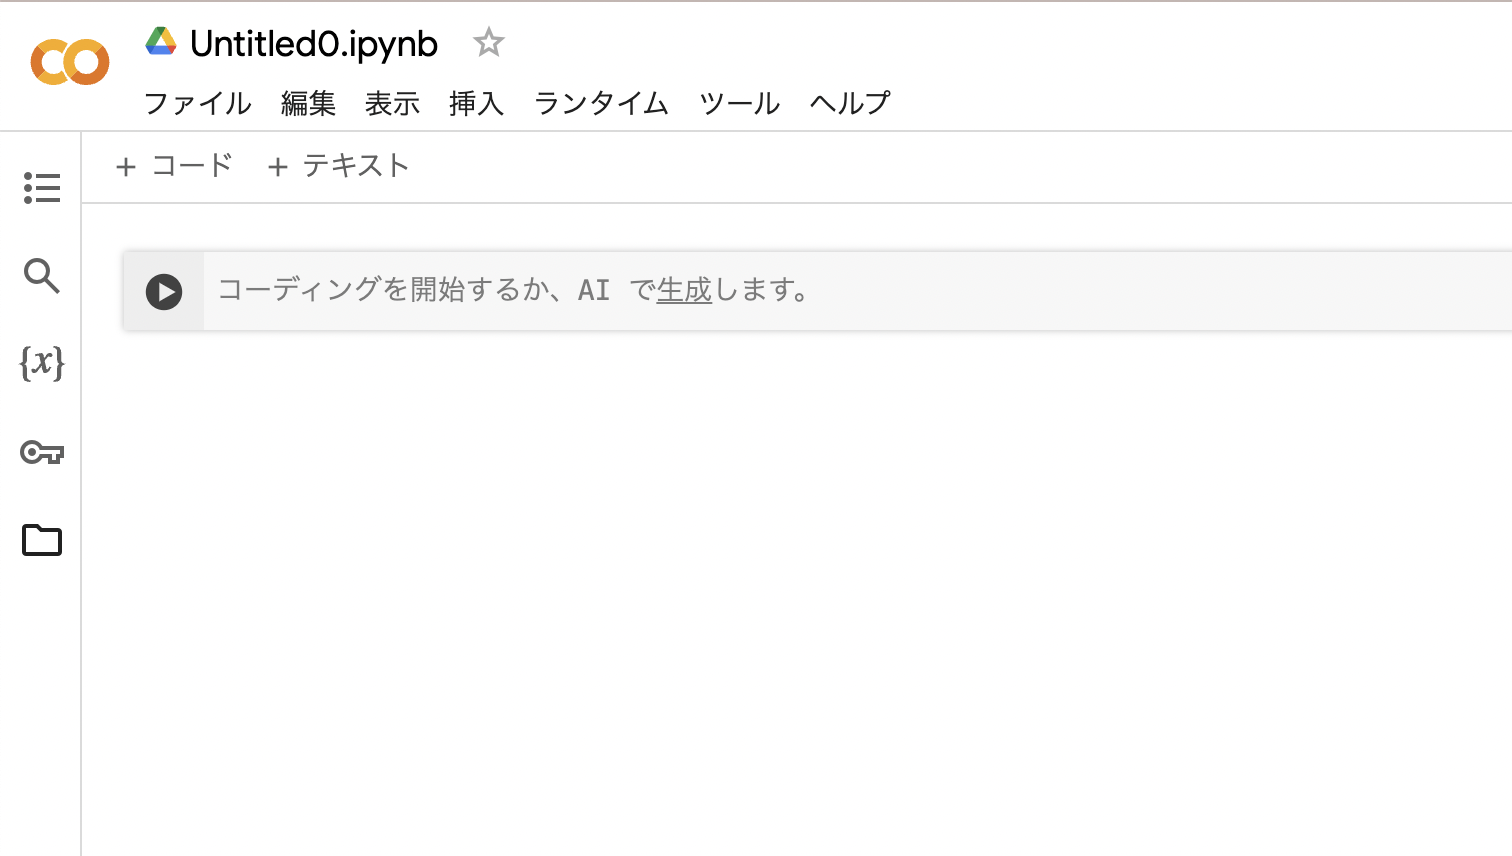 Untitled0.ipynb
ファイル 編集 表示 挿入 ランタイム ツール ヘルプ
+ コード + テキスト
コーディングを開始するか、AI で生成します。
{x}